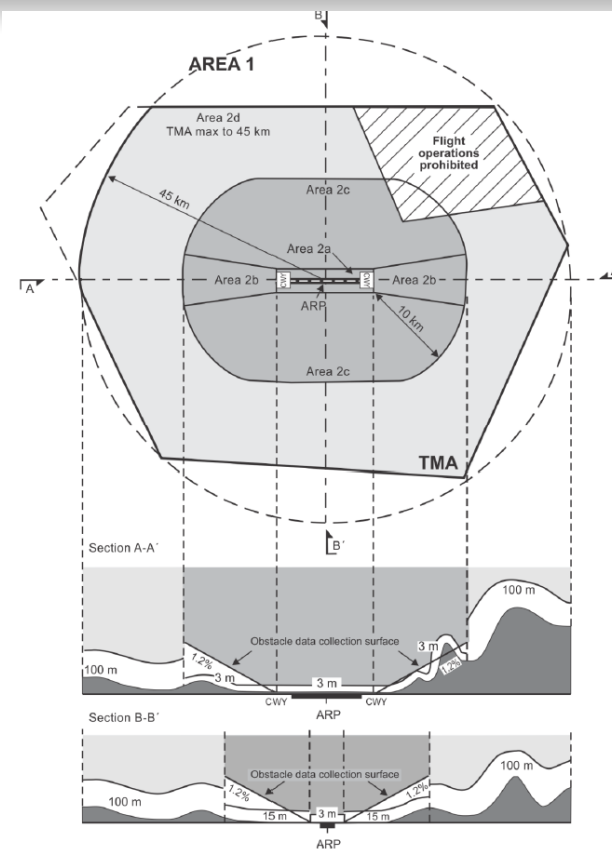 B
AREA 1
Area 2d
TMA max to 45 km
Flight
operations
prohibited
45 km
Area 2c
Area 2a
A
Area 2b
CWY
CWY
Area 2b
ARP
10 km
Area 2c
TMA
B´
Section A-A´
100 m
Obstacle data collection surface
3 m
1.2%
1.2%
100 m
3 m
3 m
CWY
CWY
ARP
Section B-B´
100 m
Obstacle data collection surface
1.2%
1.2%
100 m
15 m
3 m
15 m
ARP